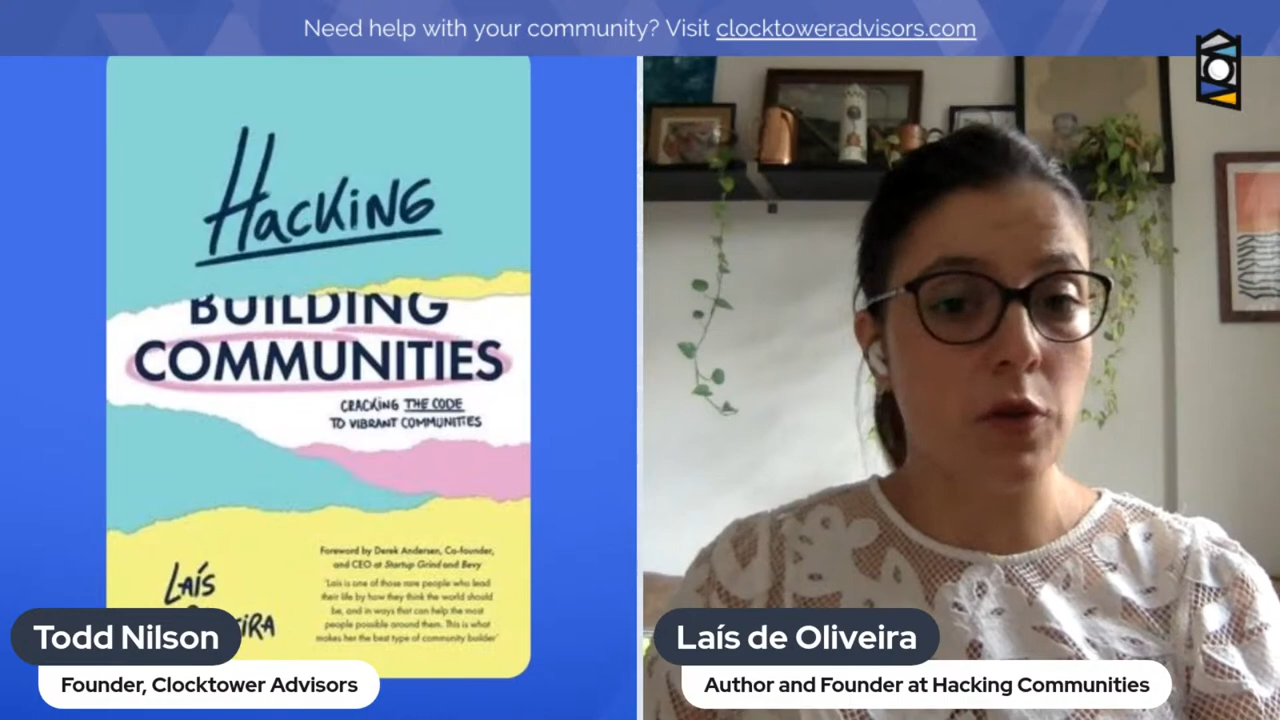 Need help with your community? Visit clocktoweradvisors.com
Hacking
BUILDING
COMMUNITIES
CRACKING THE CODE
TO VIBRANT COMMUNITIES
Foreword by Derek Andersen, Co-founder,
and CEO at Startup Grind and Bevy
'Lais is one of those rare people who lead
their life by how they think the world should
be, and in ways that can help the most
people possible around them. This is what
makes her the best type of community builder'
LAÍS
Todd Nilson
Founder, Clocktower Advisors
Laís de Oliveira
Author and Founder at Hacking Communities